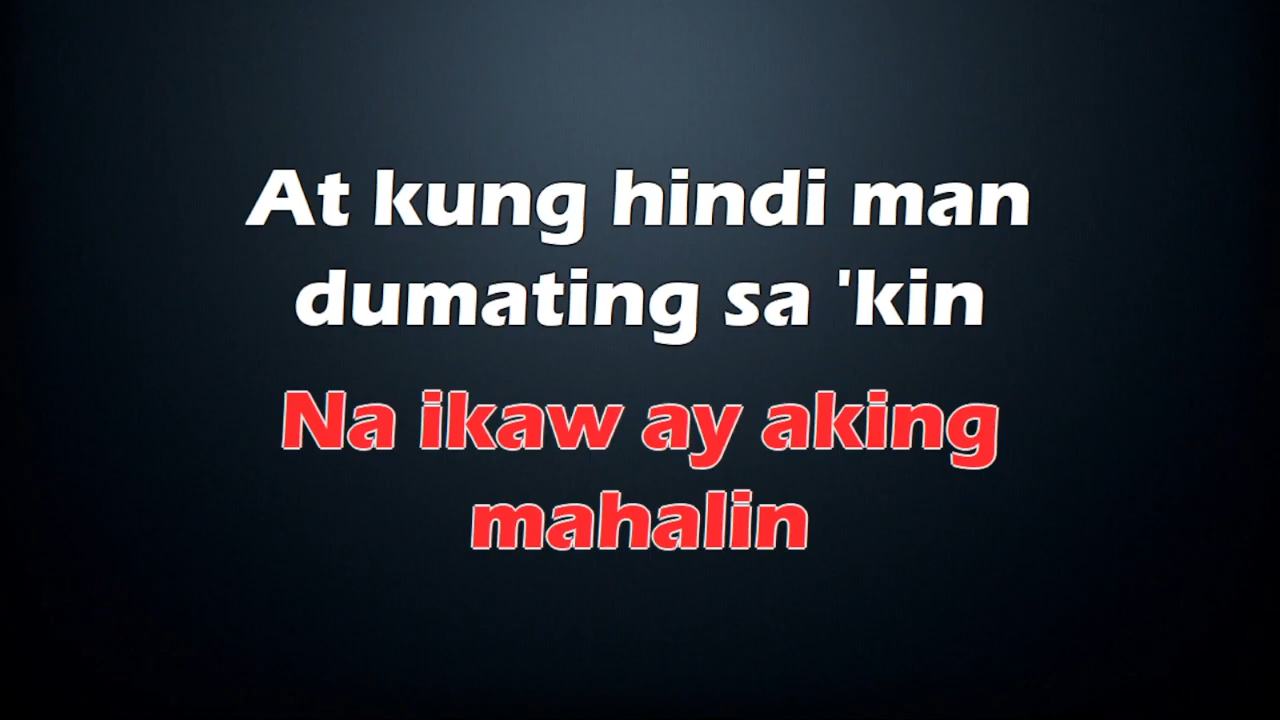 At kung hindi man
dumating sa 'kin
Na ikaw ay aking
mahalin